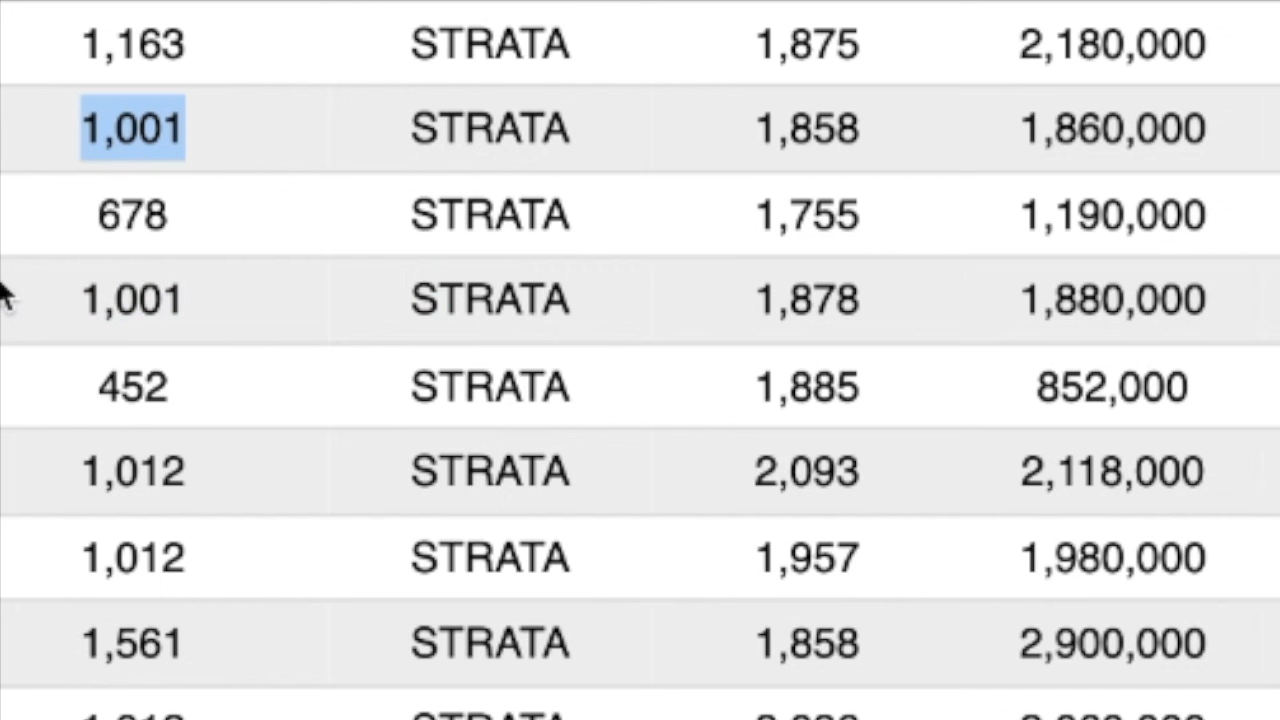 1,163 STRATA 1,875 2,180,000
1,001 STRATA 1,858 1,860,000
678 STRATA 1,755 1,190,000
1,001 STRATA 1,878 1,880,000
452 STRATA 1,885 852,000
1,012 STRATA 2,093 2,118,000
1,012 STRATA 1,957 1,980,000
1,561 STRATA 1,858 2,900,000